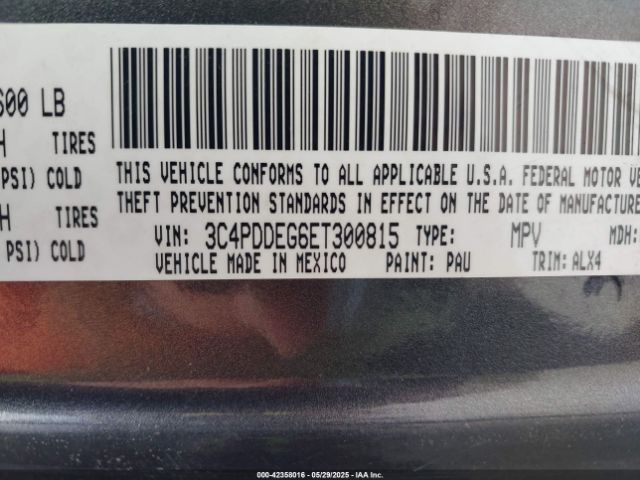 600 LB
H TIRES
PSI) COLD
H TIRES
PSI) COLD
THIS VEHICLE CONFORMS TO ALL APPLICABLE U.S.A. FEDERAL MOTOR VE
THEFT PREVENTION STANDARDS IN EFFECT ON THE DATE OF MANUFACTURE
VIN: 3C4PDDEG6ET300815 TYPE: MPV MDH:
VEHICLE MADE IN MEXICO PAINT: PAU TRIM: ALX4
000-42358016 - 05/29/2025 - IAA Inc.